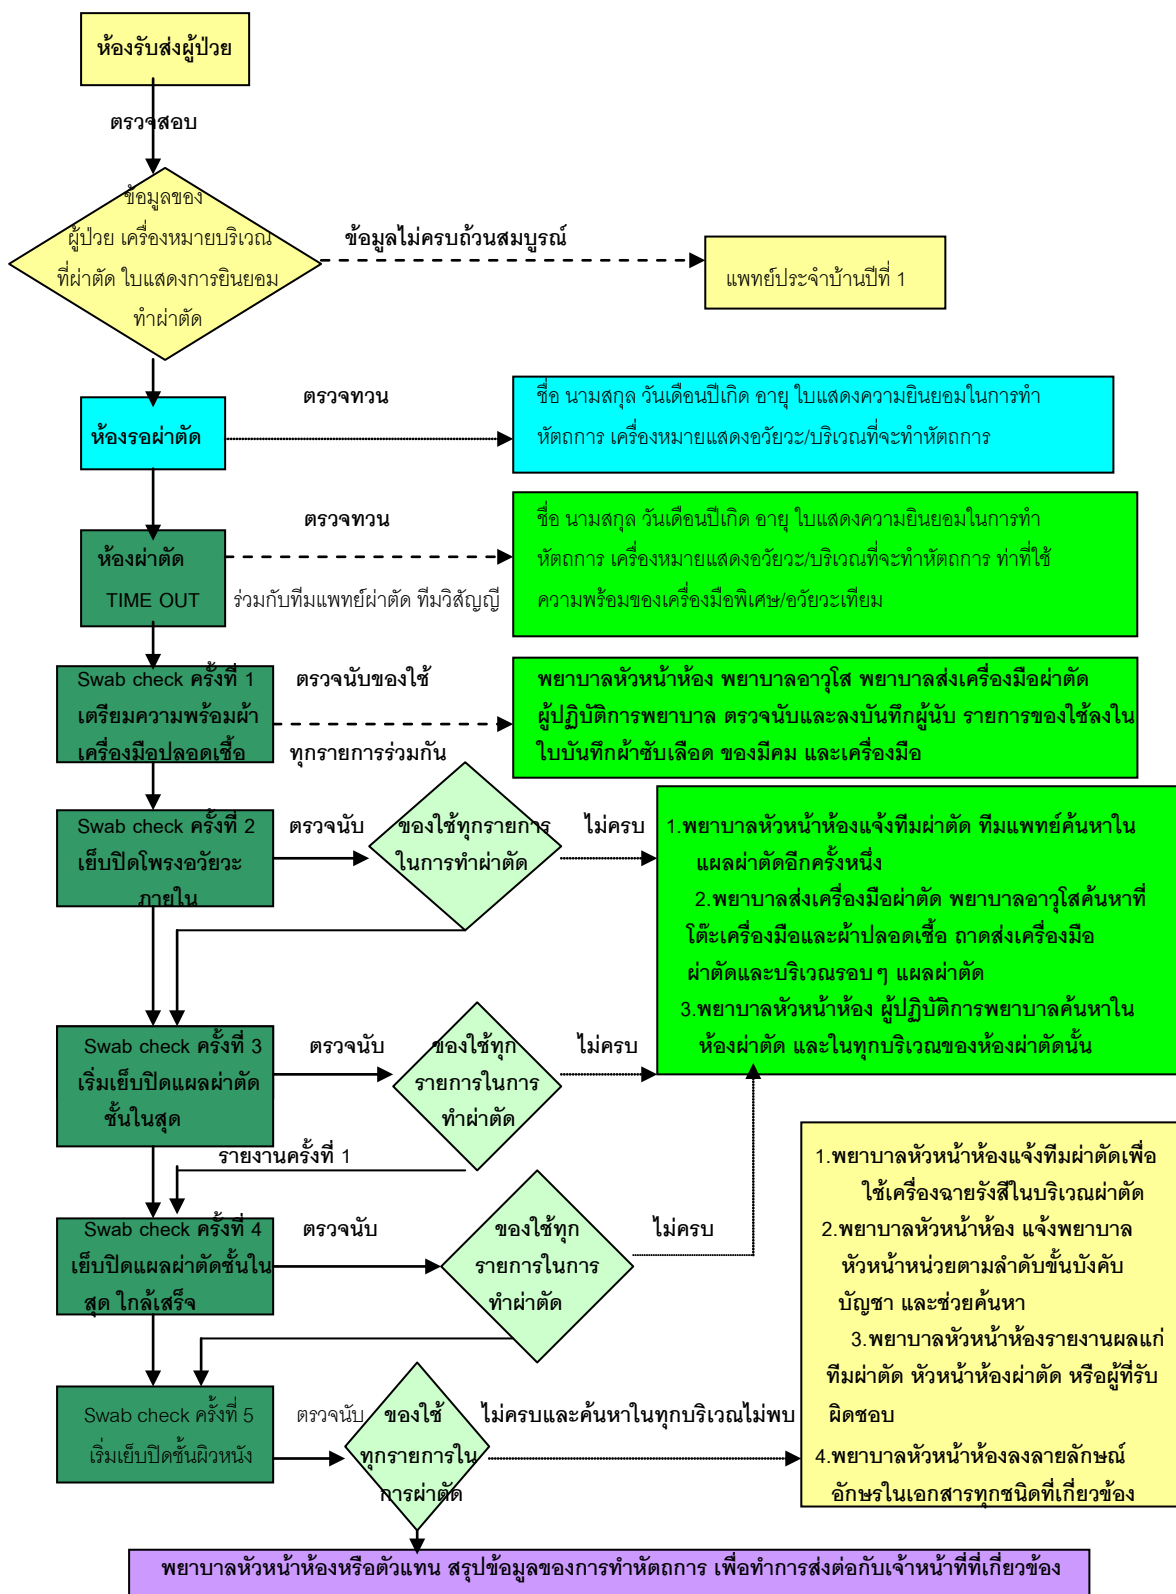 ห้องรับส่งผู้ป่วย
ตรวจสอบ
ข้อมูลของ
ผู้ป่วย เครื่องหมายบริเวณ
ที่ผ่าตัด ใบแสดงการยินยอม
ทำผ่าตัด
ข้อมูลไม่ครบถ้วนสมบูรณ์
แพทย์ประจำบ้านปีที่ 1
ห้องรอผ่าตัด
ตรวจทวน
ชื่อ นามสกุล วันเดือนปีเกิด อายุ ใบแสดงความยินยอมในการทำ
หัตถการ เครื่องหมายแสดงอวัยวะ/บริเวณที่จะทำหัตถการ
ห้องผ่าตัด
TIME OUT
ตรวจทวน
ร่วมกับทีมแพทย์ผ่าตัด ทีมวิสัญญี
ชื่อ นามสกุล วันเดือนปีเกิด อายุ ใบแสดงความยินยอมในการทำ
หัตถการ เครื่องหมายแสดงอวัยวะ/บริเวณที่จะทำหัตถการ ท่าที่ใช้
ความพร้อมของเครื่องมือพิเศษ/อวัยวะเทียม
Swab check ครั้งที่ 1
เตรียมความพร้อมผ้า
เครื่องมือปลอดเชื้อ
ตรวจนับของใช้
ทุกรายการร่วมกัน
พยาบาลหัวหน้าห้อง พยาบาลอาวุโส พยาบาลส่งเครื่องมือผ่าตัด
ผู้ปฏิบัติการพยาบาล ตรวจนับและลงบันทึกผู้นับ รายการของใช้ลงใน
ใบบันทึกผ้าซับเลือด ของมีคม และเครื่องมือ
Swab check ครั้งที่ 2
เย็บปิดโพรงอวัยวะ
ภายใน
ตรวจนับ
ของใช้ทุกรายการ
ในการทำผ่าตัด
ไม่ครบ
1.พยาบาลหัวหน้าห้องแจ้งทีมผ่าตัด ทีมแพทย์ค้นหาใน
แผลผ่าตัดอีกครั้งหนึ่ง
2.พยาบาลส่งเครื่องมือผ่าตัด พยาบาลอาวุโสค้นหาที่
โต๊ะเครื่องมือและผ้าปลอดเชื้อ ถาดส่งเครื่องมือ
ผ่าตัดและบริเวณรอบๆ แผลผ่าตัด
3.พยาบาลหัวหน้าห้อง ผู้ปฏิบัติการพยาบาลค้นหาใน
ห้องผ่าตัด และในทุกบริเวณของห้องผ่าตัดนั้น
Swab check ครั้งที่ 3
เริ่มเย็บปิดแผลผ่าตัด
ชั้นในสุด
ตรวจนับ
ของใช้ทุก
รายการในการ
ทำผ่าตัด
ไม่ครบ
รายงานครั้งที่ 1
Swab check ครั้งที่ 4
เย็บปิดแผลผ่าตัดชั้นใน
สุด ใกล้เสร็จ
ตรวจนับ
ของใช้ทุก
รายการในการ
ทำผ่าตัด
ไม่ครบ
1.พยาบาลหัวหน้าห้องแจ้งทีมผ่าตัดเพื่อ
ใช้เครื่องฉายรังสีในบริเวณผ่าตัด
2.พยาบาลหัวหน้าห้อง แจ้งพยาบาล
หัวหน้าหน่วยตามลำดับขั้นบังคับ
บัญชา และช่วยค้นหา
3.พยาบาลหัวหน้าห้องรายงานผลแก่
ทีมผ่าตัด หัวหน้าห้องผ่าตัด หรือผู้ที่รับ
ผิดชอบ
4.พยาบาลหัวหน้าห้องลงลายลักษณ์
อักษรในเอกสารทุกชนิดที่เกี่ยวข้อง
Swab check ครั้งที่ 5
เริ่มเย็บปิดชั้นผิวหนัง
ตรวจนับ
ของใช้
ทุกรายการใน
การผ่าตัด
ไม่ครบและค้นหาในทุกบริเวณไม่พบ
พยาบาลหัวหน้าห้องหรือตัวแทน สรุปข้อมูลของการทำหัตถการ เพื่อทำการส่งต่อกับเจ้าหน้าที่ที่เกี่ยวข้อง